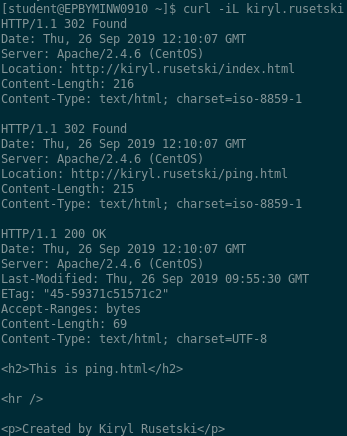 [student@EPBYMINW0910 ~]$ curl -iL kiryl.rusetski
HTTP/1.1 302 Found
Date: Thu, 26 Sep 2019 12:10:07 GMT
Server: Apache/2.4.6 (CentOS)
Location: http://kiryl.rusetski/index.html
Content-Length: 216
Content-Type: text/html; charset=iso-8859-1
HTTP/1.1 302 Found
Date: Thu, 26 Sep 2019 12:10:07 GMT
Server: Apache/2.4.6 (CentOS)
Location: http://kiryl.rusetski/ping.html
Content-Length: 215
Content-Type: text/html; charset=iso-8859-1
HTTP/1.1 200 OK
Date: Thu, 26 Sep 2019 12:10:07 GMT
Server: Apache/2.4.6 (CentOS)
Last-Modified: Thu, 26 Sep 2019 09:55:30 GMT
ETag: "45-59371c51571c2"
Accept-Ranges: bytes
Content-Length: 69
Content-Type: text/html; charset=UTF-8
<h2>This is ping.html</h2>
<hr />
<p>Created by Kiryl Rusetski</p>